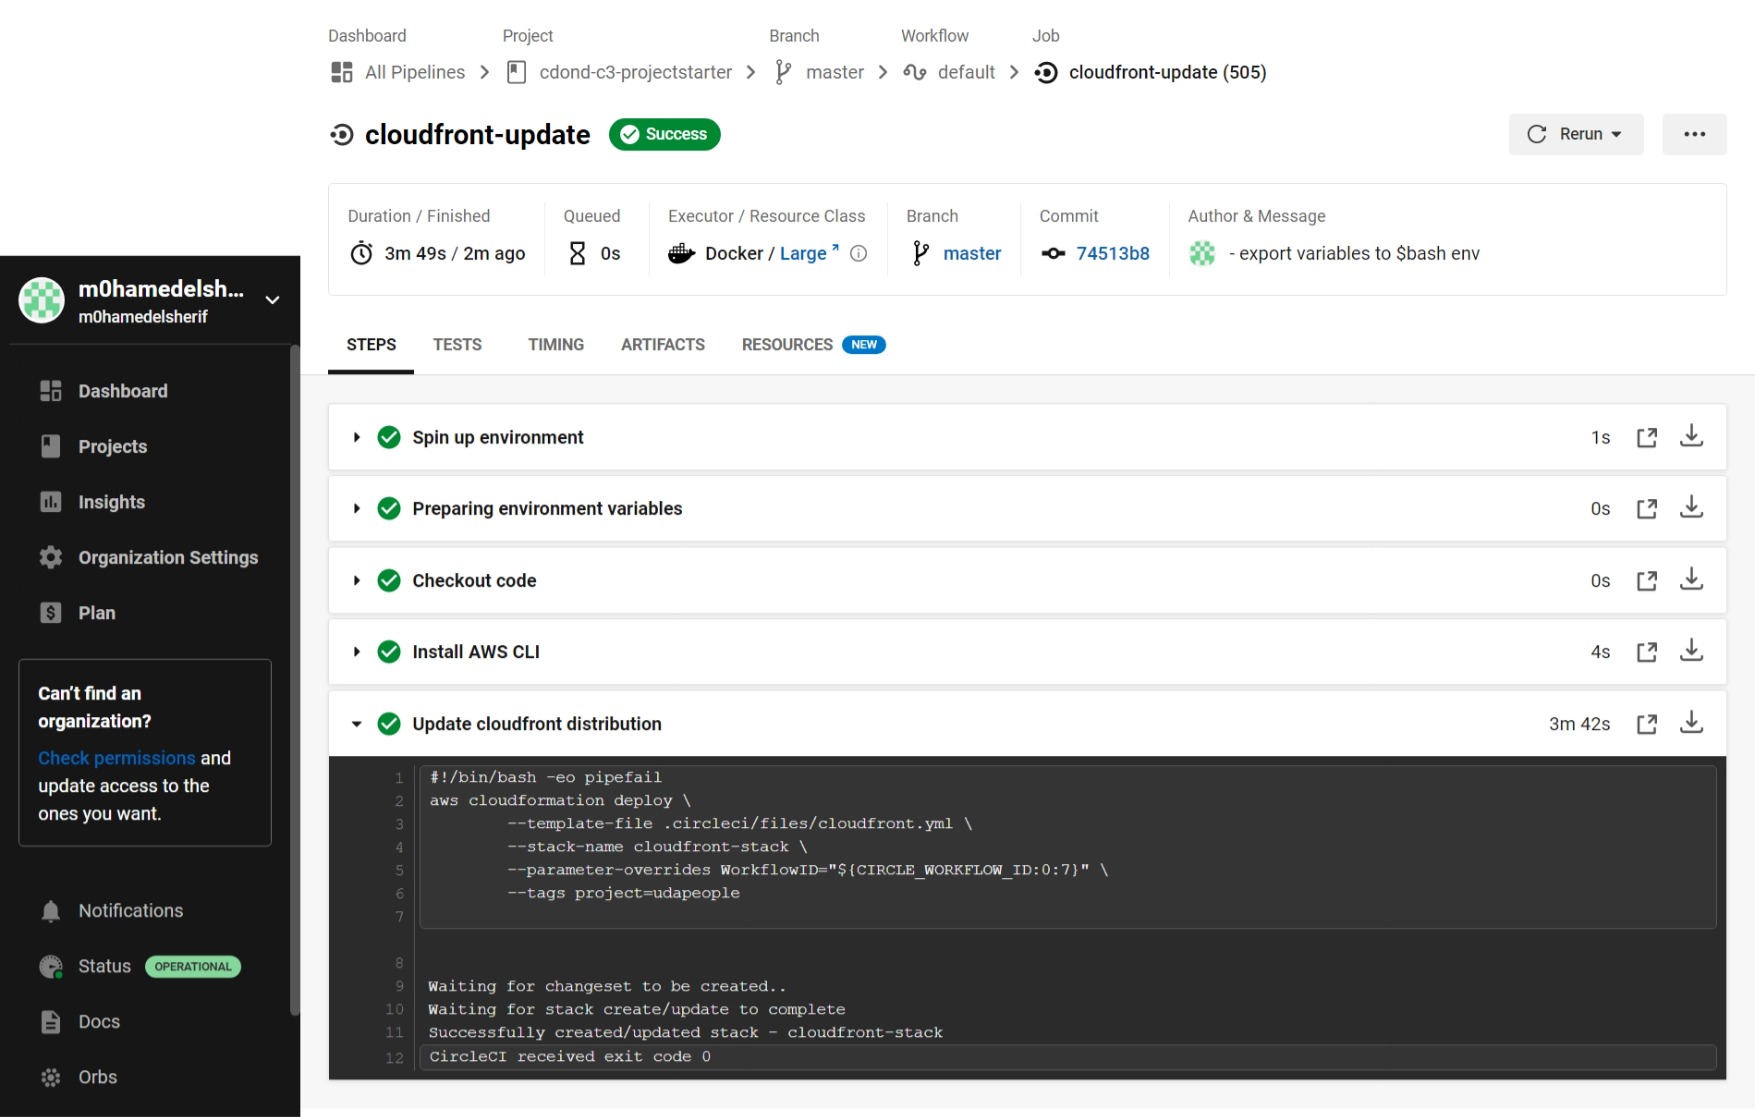 Dashboard Project Branch Workflow Job
All Pipelines cdond-c3-projectstarter master default cloudfront-update (505)
cloudfront-update Success Rerun
Duration / Finished Queued Executor / Resource Class Branch Commit Author & Message
3m 49s / 2m ago 0s Docker / Large master 74513b8 - export variables to $bash env
m0hamedelsh...
m0hamedelsherif
Dashboard
Projects
Insights
Organization Settings
Plan
Can't find an
organization?
Check permissions and
update access to the
ones you want.
Notifications
Status OPERATIONAL
Docs
Orbs
STEPS TESTS TIMING ARTIFACTS RESOURCES NEW
Spin up environment 1s
Preparing environment variables 0s
Checkout code 0s
Install AWS CLI 4s
Update cloudfront distribution 3m 42s
1 #!/bin/bash -eo pipefail
2 aws cloudformation deploy \
3 --template-file .circleci/files/cloudfront.yml \
4 --stack-name cloudfront-stack \
5 --parameter-overrides WorkflowID="${CIRCLE_WORKFLOW_ID:0:7}" \
6 --tags project=udapeople
7
8
9 Waiting for changeset to be created..
10 Waiting for stack create/update to complete
11 Successfully created/updated stack - cloudfront-stack
12 CircleCI received exit code 0